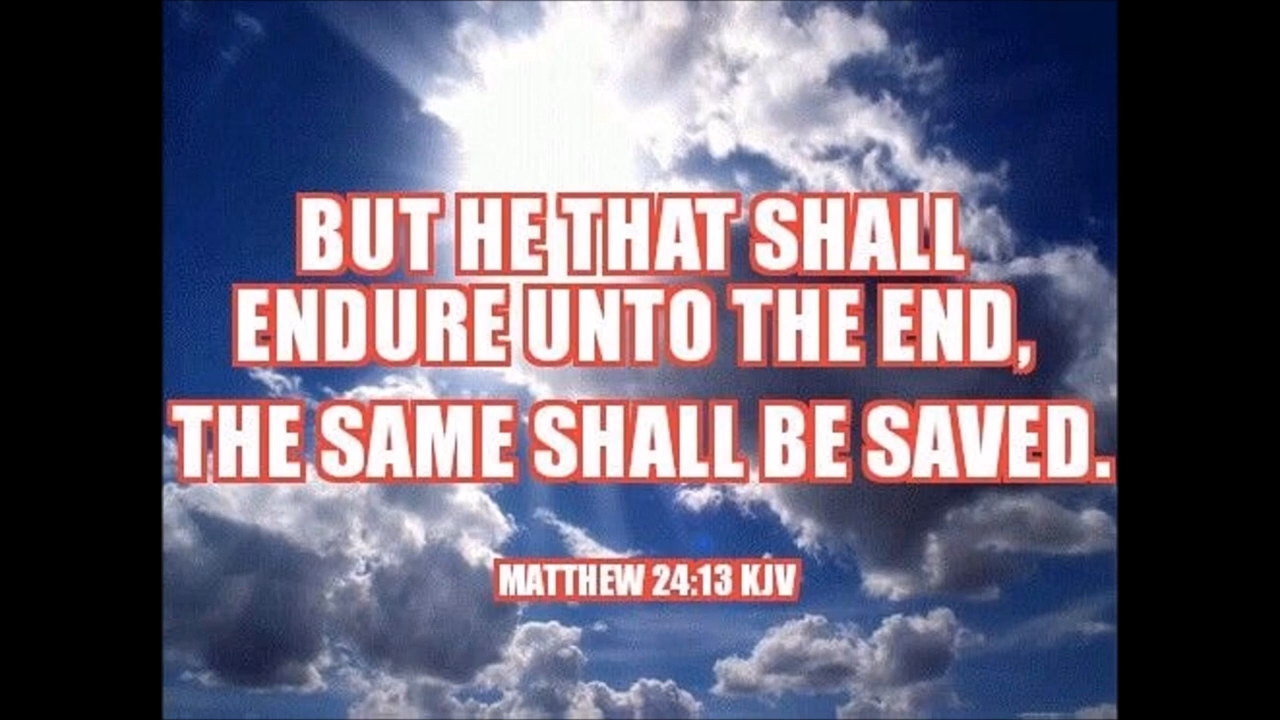 BUT HE THAT SHALL
ENDURE UNTO THE END,
THE SAME SHALL BE SAVED.
MATTHEW 24:13 KJV